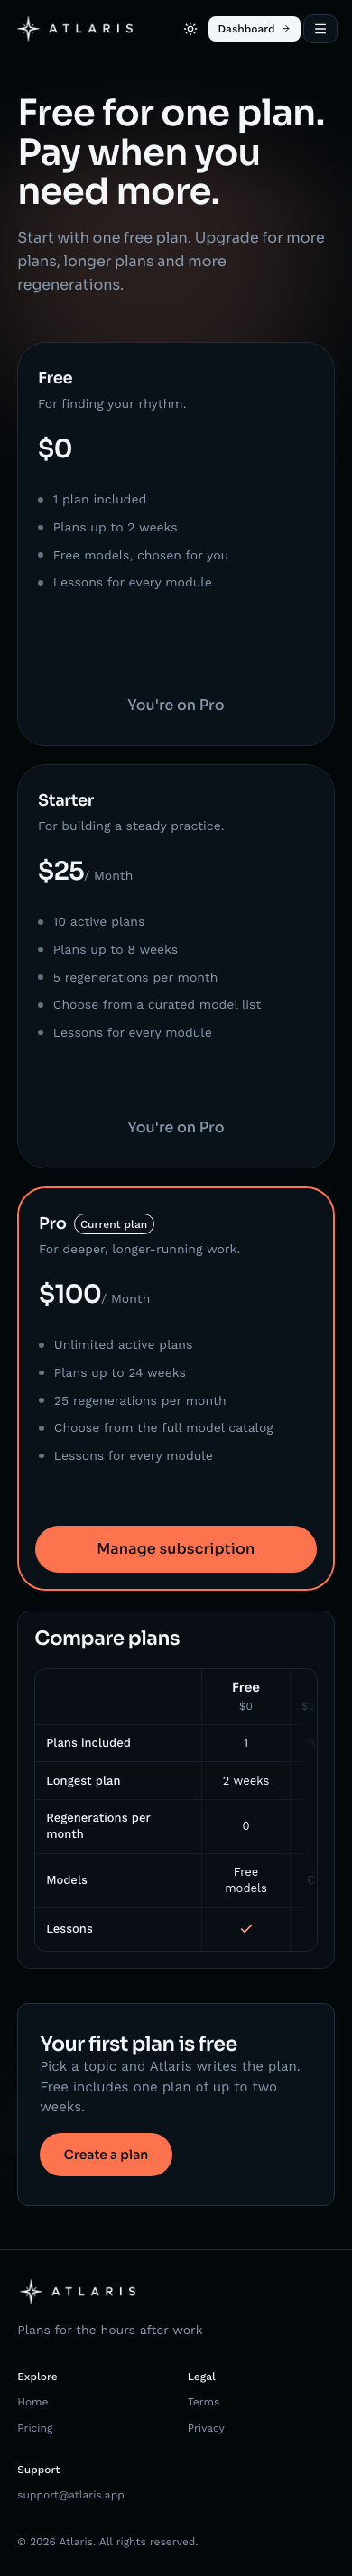 ATLARIS
Dashboard →
Free for one plan.
Pay when you
need more.
Start with one free plan. Upgrade for more
plans, longer plans and more
regenerations.
Free
For finding your rhythm.
$0
1 plan included
Plans up to 2 weeks
Free models, chosen for you
Lessons for every module
You're on Pro
Starter
For building a steady practice.
$25/ Month
10 active plans
Plans up to 8 weeks
5 regenerations per month
Choose from a curated model list
Lessons for every module
You're on Pro
Pro Current plan
For deeper, longer-running work.
$100/ Month
Unlimited active plans
Plans up to 24 weeks
25 regenerations per month
Choose from the full model catalog
Lessons for every module
Manage subscription
Compare plans
Free
$0
Plans included 1
Longest plan 2 weeks
Regenerations per
month
0
Models
Free
models
Lessons
Your first plan is free
Pick a topic and Atlaris writes the plan.
Free includes one plan of up to two
weeks.
Create a plan
ATLARIS
Plans for the hours after work
Explore Legal
Home Terms
Pricing Privacy
Support
support@atlaris.app
© 2026 Atlaris. All rights reserved.